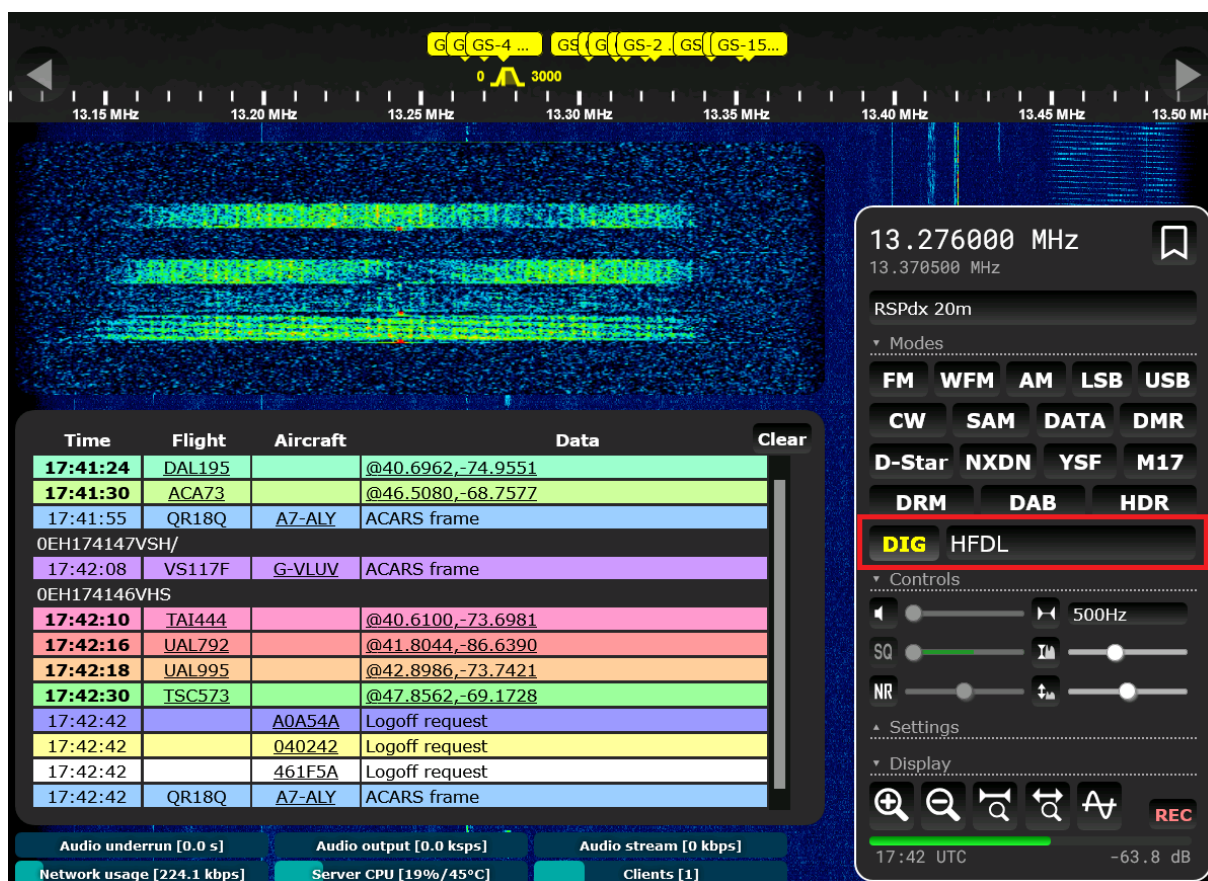 G G GS-4 ... GS G GS-2 . GS GS-15...
0 3000
13.15 MHz 13.20 MHz 13.25 MHz 13.30 MHz 13.35 MHz 13.40 MHz 13.45 MHz 13.50 MH
13.276000 MHz
13.370500 MHz
RSPdx 20m
▾ Modes
FM WFM AM LSB USB
CW SAM DATA DMR
D-Star NXDN YSF M17
DRM DAB HDR
DIG HFDL
▾ Controls
500Hz
SQ
NR
▴ Settings
▾ Display
REC
17:42 UTC -63.8 dB
Time Flight Aircraft Data Clear
17:41:24 DAL195 @40.6962,-74.9551
17:41:30 ACA73 @46.5080,-68.7577
17:41:55 QR18Q A7-ALY ACARS frame
0EH174147VSH/
17:42:08 VS117F G-VLUV ACARS frame
0EH174146VHS
17:42:10 TAI444 @40.6100,-73.6981
17:42:16 UAL792 @41.8044,-86.6390
17:42:18 UAL995 @42.8986,-73.7421
17:42:30 TSC573 @47.8562,-69.1728
17:42:42 A0A54A Logoff request
17:42:42 040242 Logoff request
17:42:42 461F5A Logoff request
17:42:42 QR18Q A7-ALY ACARS frame
Audio underrun [0.0 s] Audio output [0.0 ksps] Audio stream [0 kbps]
Network usage [224.1 kbps] Server CPU [19%/45°C] Clients [1]